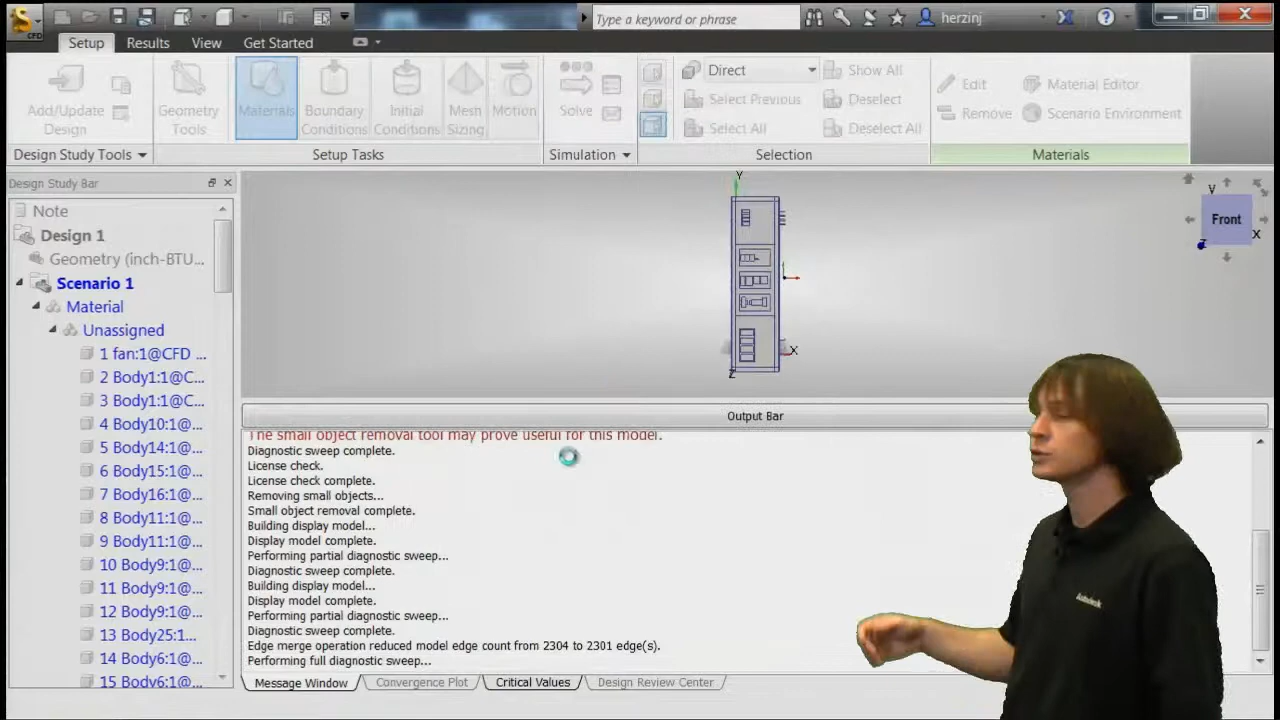 CFD
Type a keyword or phrase
herzinj
Setup Results View Get Started
Add/Update Design
Geometry Tools
Materials
Boundary Conditions
Initial Conditions
Mesh Sizing
Motion
Solve
Direct
Select Previous
Select All
Show All
Deselect
Deselect All
Edit
Remove
Material Editor
Scenario Environment
Design Study Tools
Setup Tasks
Simulation
Selection
Materials
Design Study Bar
Note
Design 1
Geometry (inch-BTU...
Scenario 1
Material
Unassigned
1 fan:1@CFD ...
2 Body1:1@C...
3 Body1:1@C...
4 Body10:1@...
5 Body14:1@...
6 Body15:1@...
7 Body16:1@...
8 Body11:1@...
9 Body11:1@...
10 Body9:1@...
11 Body9:1@...
12 Body9:1@...
13 Body25:1...
14 Body6:1@...
15 Body6:1@...
Y
X
Z
Y
Front
X
Z
Output Bar
The small object removal tool may prove useful for this model.
Diagnostic sweep complete.
License check.
License check complete.
Removing small objects...
Small object removal complete.
Building display model...
Display model complete.
Performing partial diagnostic sweep...
Diagnostic sweep complete.
Building display model...
Display model complete.
Performing partial diagnostic sweep...
Diagnostic sweep complete.
Edge merge operation reduced model edge count from 2304 to 2301 edge(s).
Performing full diagnostic sweep...
Message Window Convergence Plot Critical Values Design Review Center
Autodesk